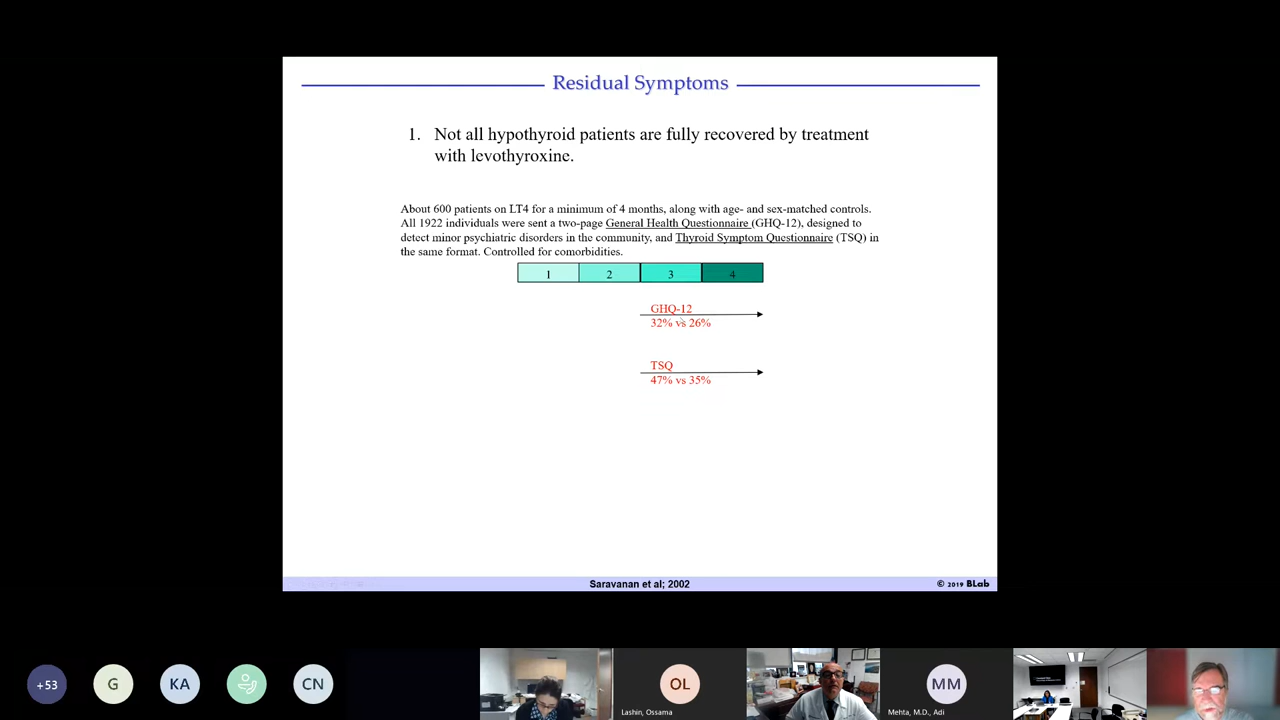 Residual Symptoms
1. Not all hypothyroid patients are fully recovered by treatment
with levothyroxine.
About 600 patients on LT4 for a minimum of 4 months, along with age- and sex-matched controls.
All 1922 individuals were sent a two-page General Health Questionnaire (GHQ-12), designed to
detect minor psychiatric disorders in the community, and Thyroid Symptom Questionnaire (TSQ) in
the same format. Controlled for comorbidities.
1 2 3 4
GHQ-12
32% vs 26%
TSQ
47% vs 35%
Saravanan et al; 2002
© 2019 BLab
+53 G KA CN OL MM
Lashin, Ossama
Mehta, M.D., Adi